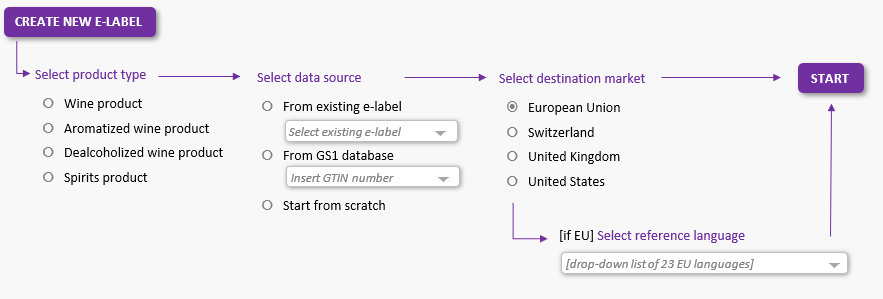 CREATE NEW E-LABEL
Select product type
Wine product
Aromatized wine product
Dealcoholized wine product
Spirits product
Select data source
From existing e-label
Select existing e-label
From GS1 database
Insert GTIN number
Start from scratch
Select destination market
European Union
Switzerland
United Kingdom
United States
[if EU] Select reference language
[drop-down list of 23 EU languages]
START